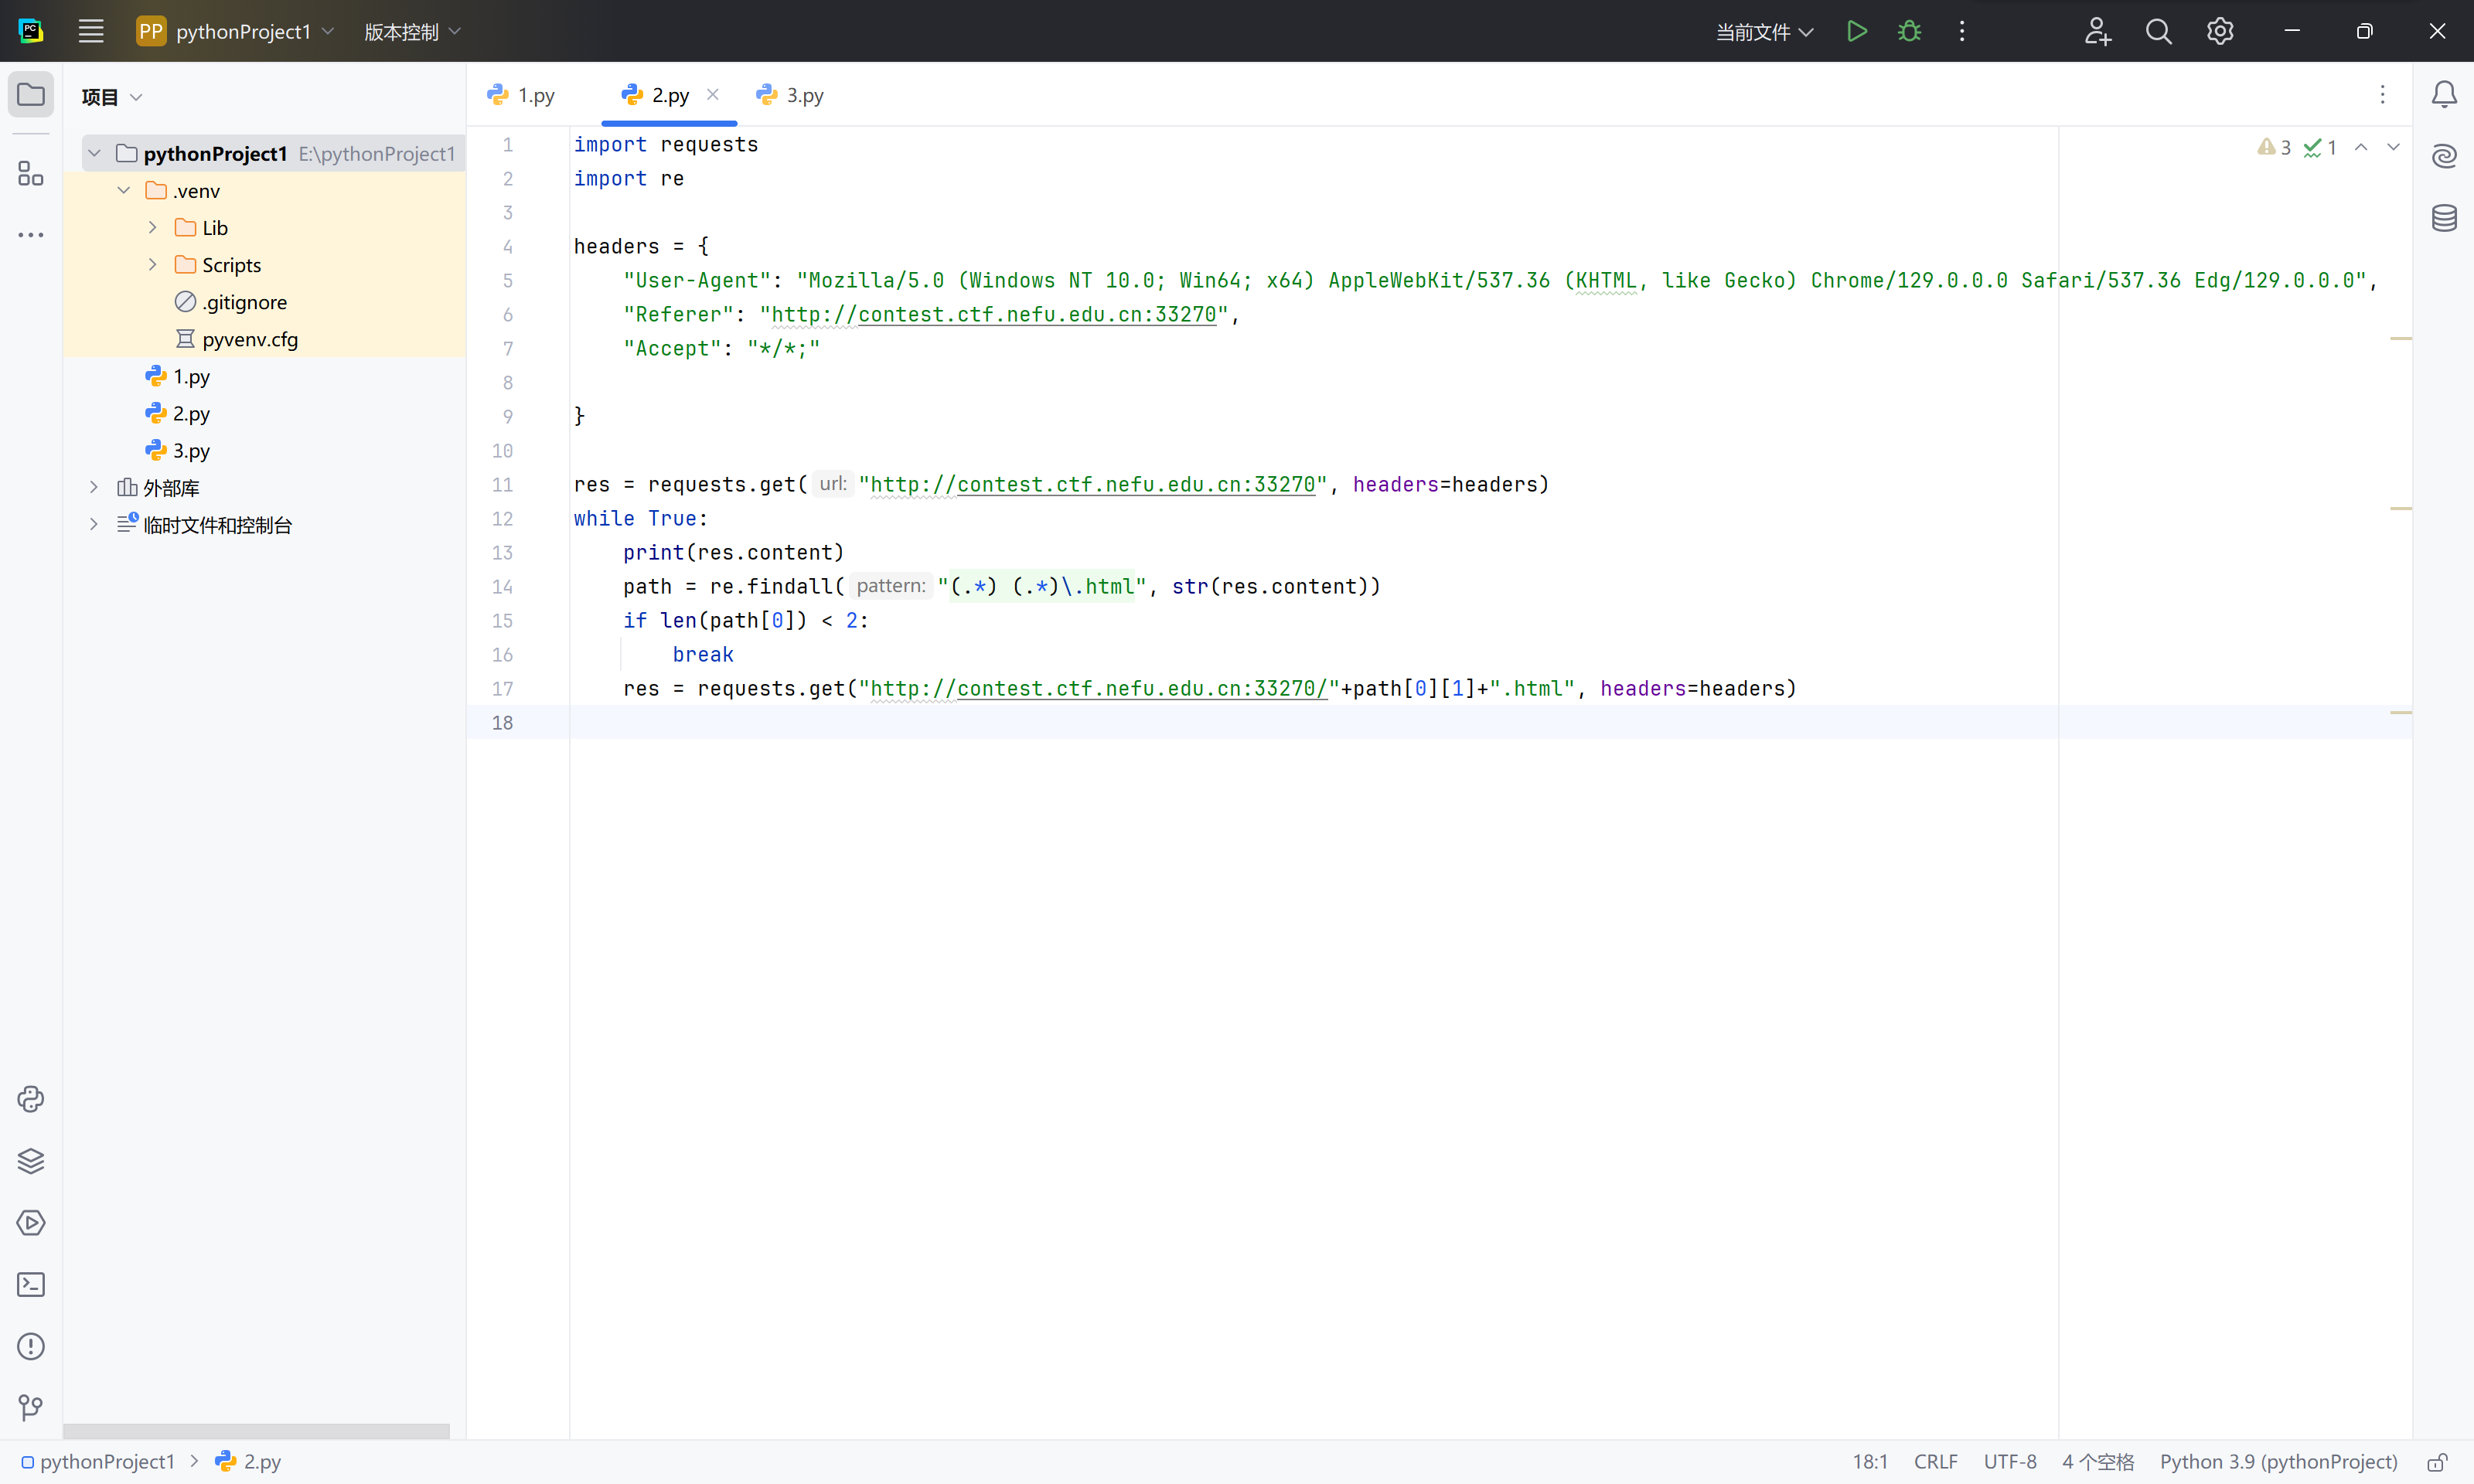 PC
PP pythonProject1 版本控制 当前文件
项目
pythonProject1 E:\pythonProject1
.venv
Lib
Scripts
.gitignore
pyvenv.cfg
1.py
2.py
3.py
外部库
临时文件和控制台
1.py 2.py 3.py
3 1
1 import requests
2 import re
3
4 headers = {
5 "User-Agent": "Mozilla/5.0 (Windows NT 10.0; Win64; x64) AppleWebKit/537.36 (KHTML, like Gecko) Chrome/129.0.0.0 Safari/537.36 Edg/129.0.0.0",
6 "Referer": "http://contest.ctf.nefu.edu.cn:33270",
7 "Accept": "*/*;"
8
9 }
10
11 res = requests.get( url: "http://contest.ctf.nefu.edu.cn:33270", headers=headers)
12 while True:
13 print(res.content)
14 path = re.findall( pattern: "(.*) (.*)\.html", str(res.content))
15 if len(path[0]) < 2:
16 break
17 res = requests.get("http://contest.ctf.nefu.edu.cn:33270/"+path[0][1]+".html", headers=headers)
18
pythonProject1 2.py 18:1 CRLF UTF-8 4 个空格 Python 3.9 (pythonProject)